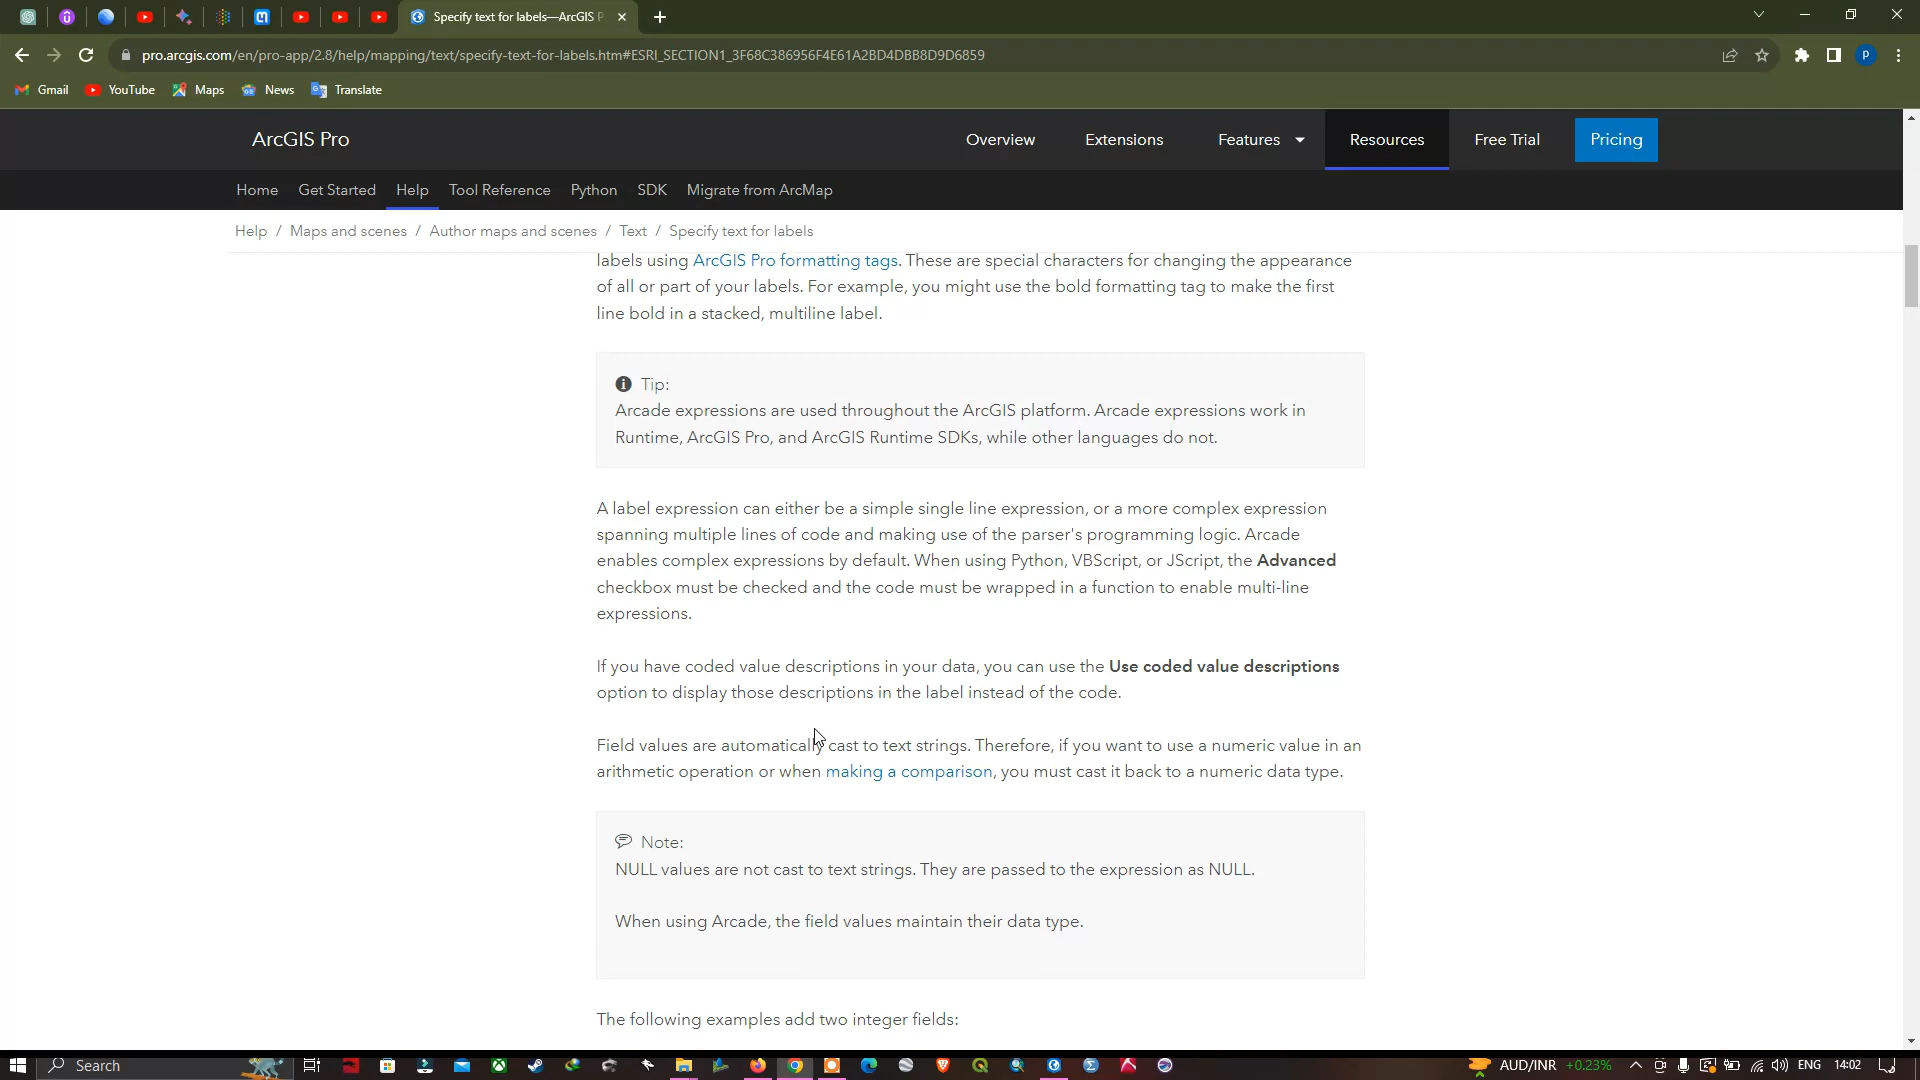 Specify text for labels—ArcGIS P
pro.arcgis.com/en/pro-app/2.8/help/mapping/text/specify-text-for-labels.htm#ESRI_SECTION1_3F68C386956F4E61A2BD4DBB8D9D6859
P
Gmail YouTube Maps News Translate
ArcGIS Pro Overview Extensions Features Resources Free Trial Pricing
Home Get Started Help Tool Reference Python SDK Migrate from ArcMap
Help / Maps and scenes / Author maps and scenes / Text / Specify text for labels
labels using ArcGIS Pro formatting tags. These are special characters for changing the appearance
of all or part of your labels. For example, you might use the bold formatting tag to make the first
line bold in a stacked, multiline label.
Tip:
Arcade expressions are used throughout the ArcGIS platform. Arcade expressions work in
Runtime, ArcGIS Pro, and ArcGIS Runtime SDKs, while other languages do not.
A label expression can either be a simple single line expression, or a more complex expression
spanning multiple lines of code and making use of the parser's programming logic. Arcade
enables complex expressions by default. When using Python, VBScript, or JScript, the Advanced
checkbox must be checked and the code must be wrapped in a function to enable multi-line
expressions.
If you have coded value descriptions in your data, you can use the Use coded value descriptions
option to display those descriptions in the label instead of the code.
Field values are automatically cast to text strings. Therefore, if you want to use a numeric value in an
arithmetic operation or when making a comparison, you must cast it back to a numeric data type.
Note:
NULL values are not cast to text strings. They are passed to the expression as NULL.
When using Arcade, the field values maintain their data type.
The following examples add two integer fields:
Search AUD/INR +0.23% ENG 14:02